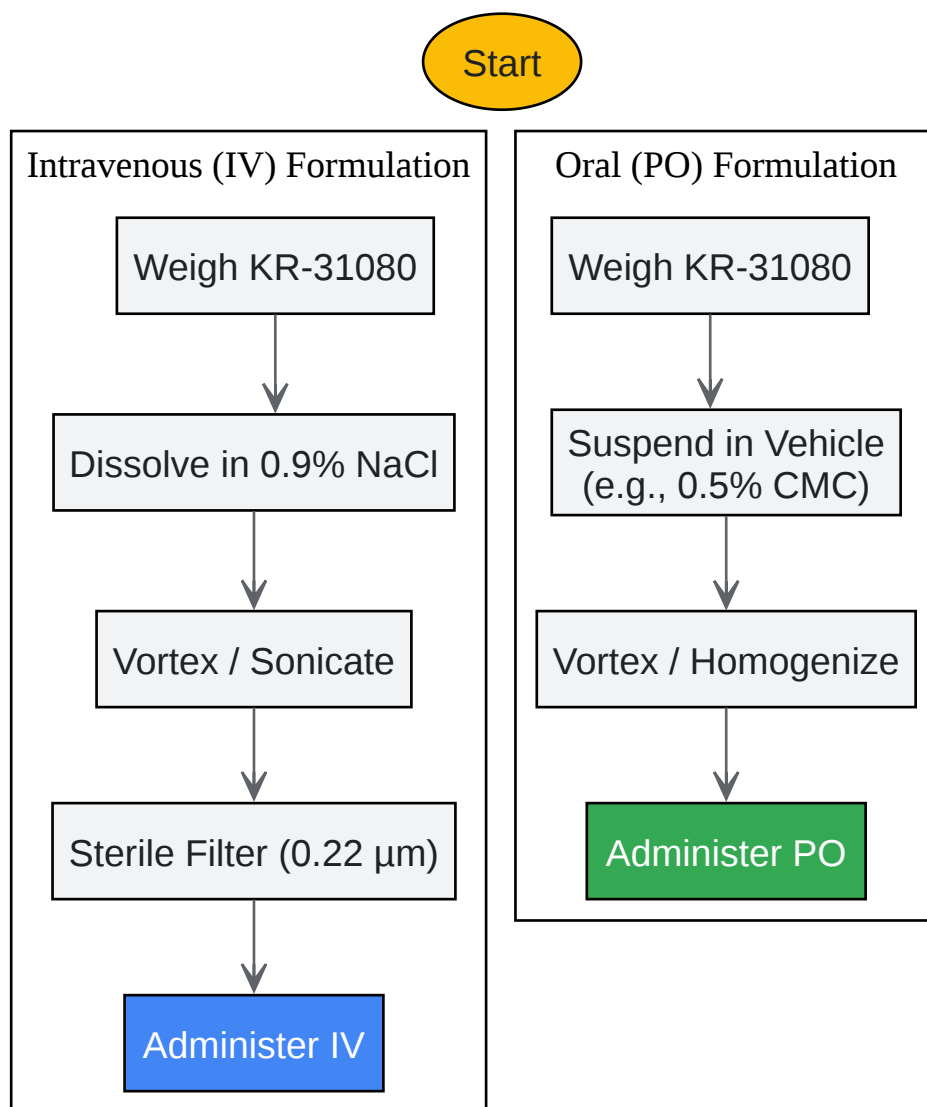 Start
Intravenous (IV) Formulation
Weigh KR-31080
Dissolve in 0.9% NaCl
Vortex / Sonicate
Sterile Filter (0.22 µm)
Administer IV
Oral (PO) Formulation
Weigh KR-31080
Suspend in Vehicle
(e.g., 0.5% CMC)
Vortex / Homogenize
Administer PO